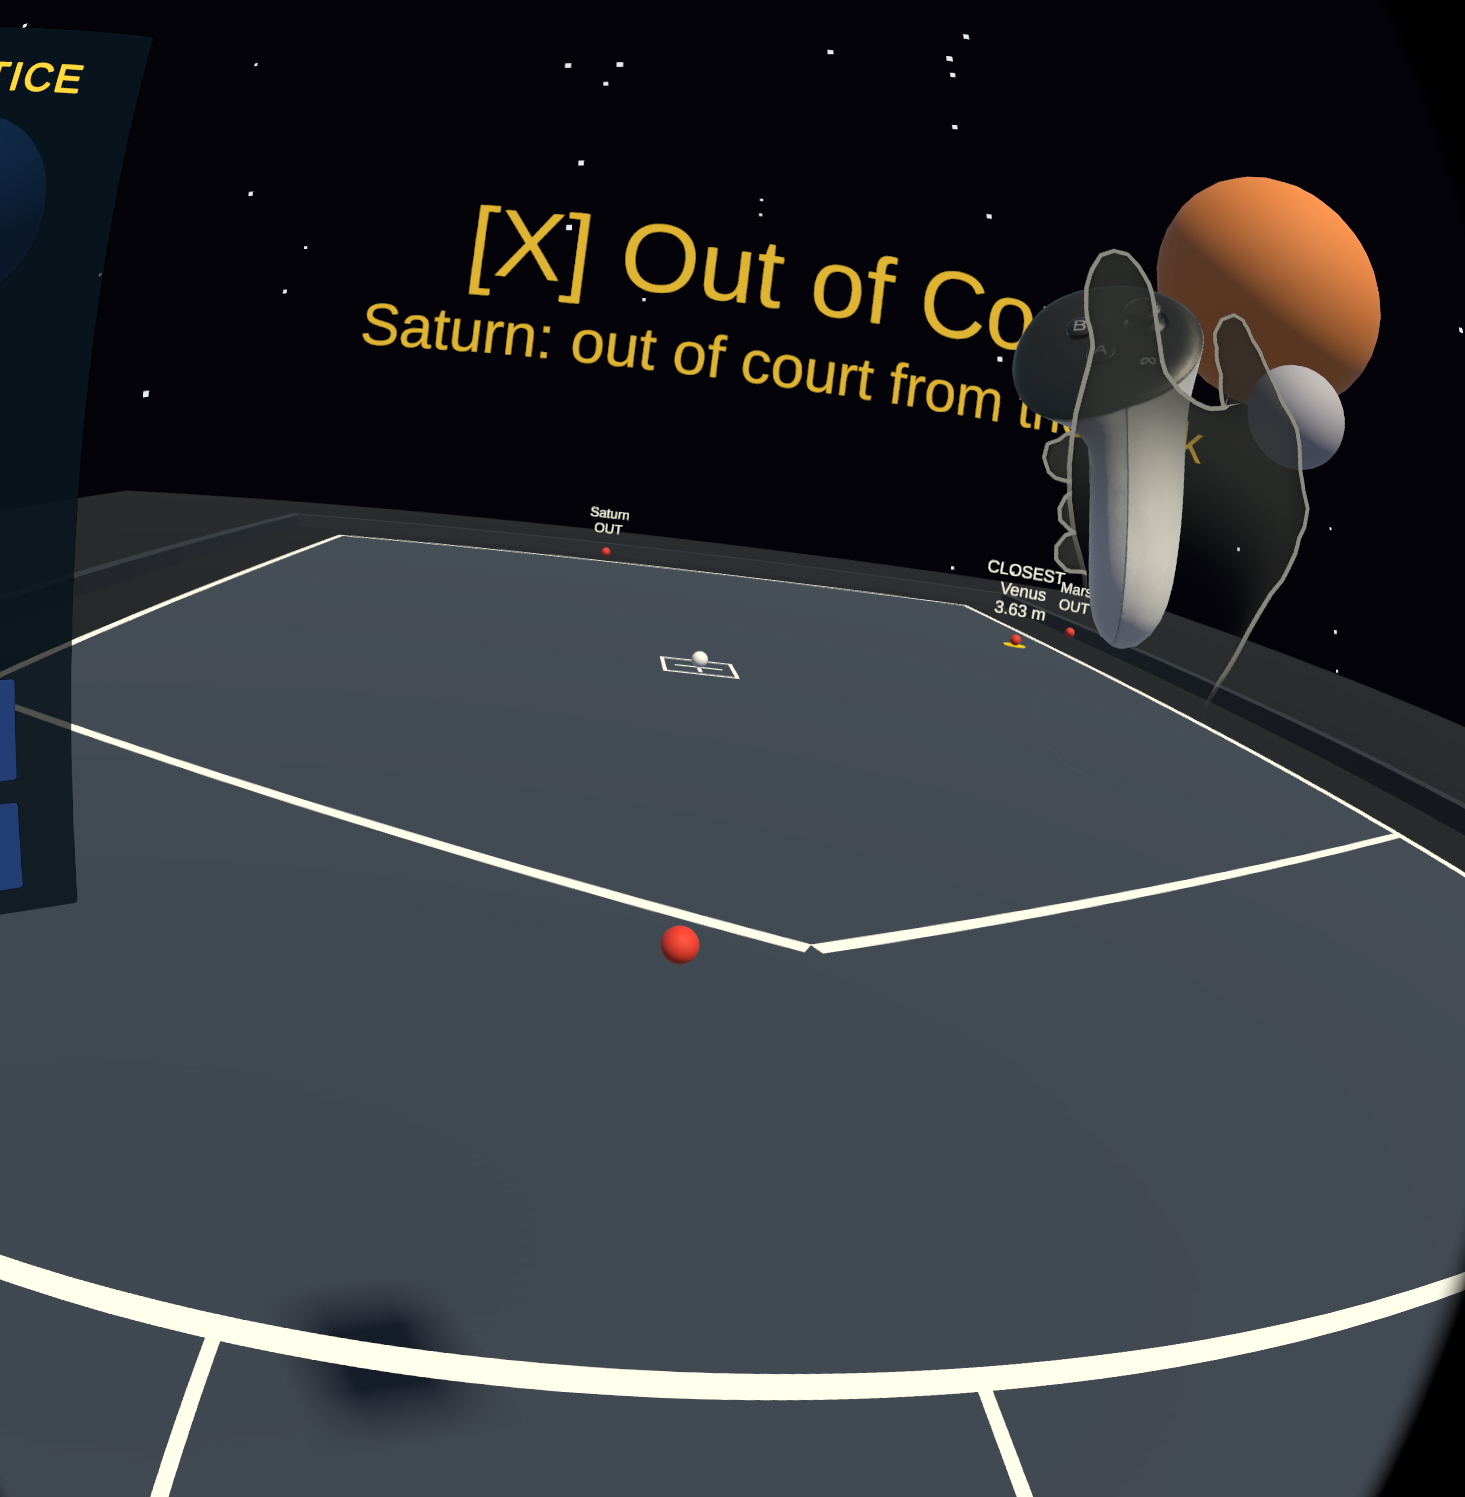 TICE
[X] Out of Co
Saturn: out of court from th
K
Saturn
OUT
CLOSEST
Venus
3.63 m
Mars
OUT
B
A